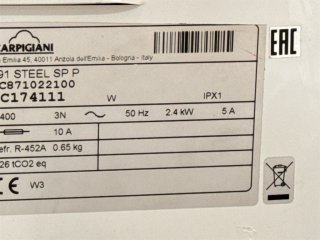 CARPIGIANI
Emilia 45, 40011 Anzola dell'Emilia - Bologna - Italy
91 STEEL SP P
C871022100
C174111 W IPX1
400 3N 50 Hz 2.4 kW 5 A
10 A
efr. R-452A 0.65 kg
26 tCO2 eq
CE W3
EAC